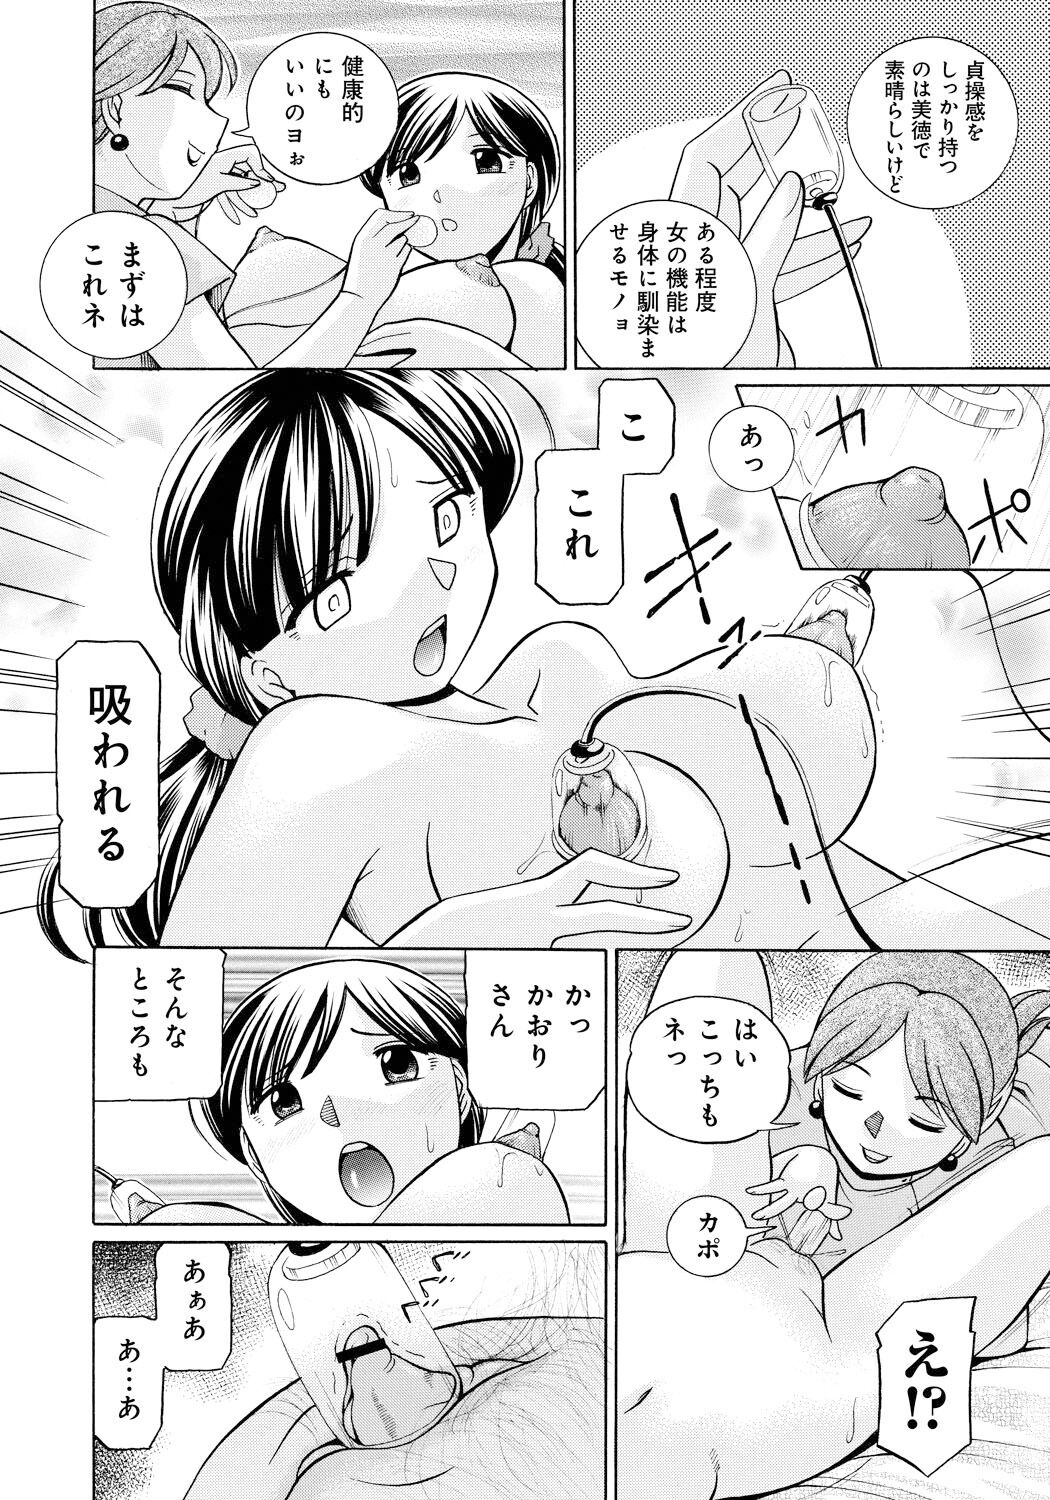 貞操感を
しっかり持つ
のは美徳で
素晴らしいけど
ある程度
女の機能は
身体に馴染ま
せるモノョ
健康的
にも
いいのヨぉ
まずは
これネ
カ
ポ
あっ
こ
これ
吸われる
はい
こっちも
ネっ
カポ
え!?
かっ
かおり
さん
そんな
ところも
あぁあ
あ…あ